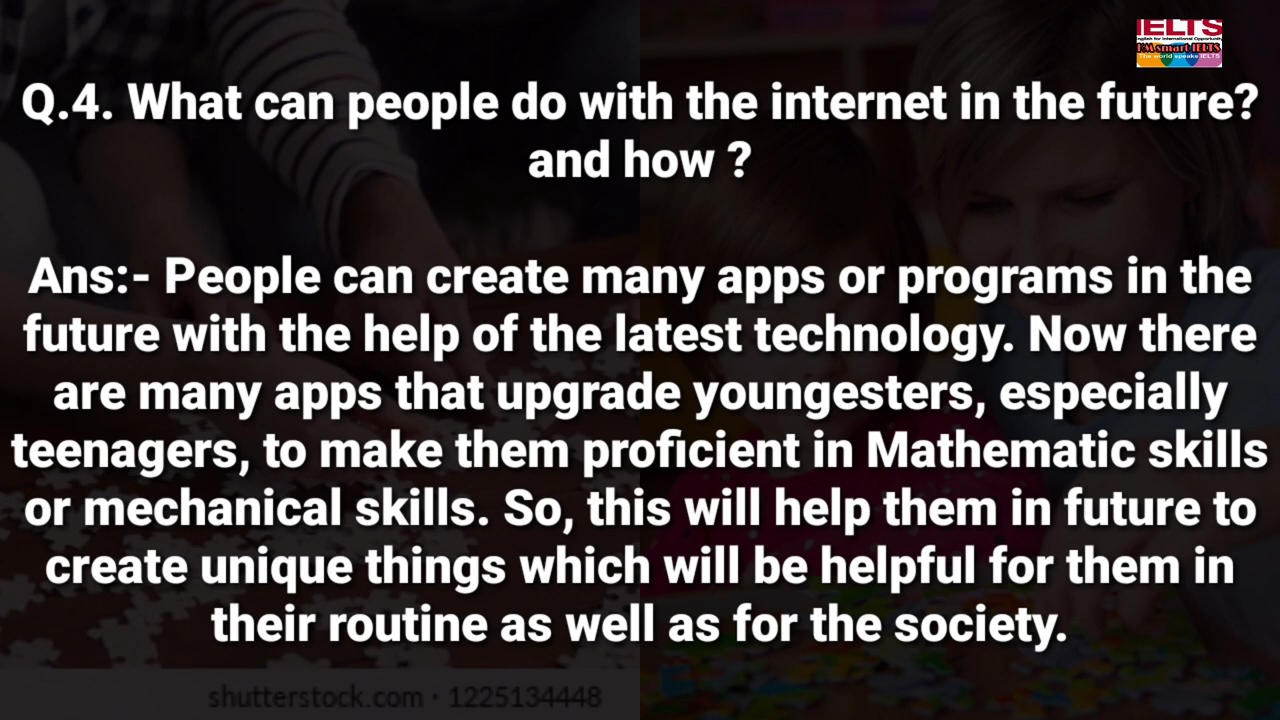 IELTS
English for International Opportunity
I'M smart IELTS
The world speaks IELTS
Q.4. What can people do with the internet in the future?
and how ?
Ans:- People can create many apps or programs in the
future with the help of the latest technology. Now there
are many apps that upgrade youngesters, especially
teenagers, to make them proficient in Mathematic skills
or mechanical skills. So, this will help them in future to
create unique things which will be helpful for them in
their routine as well as for the society.
shutterstock.com · 1225134448